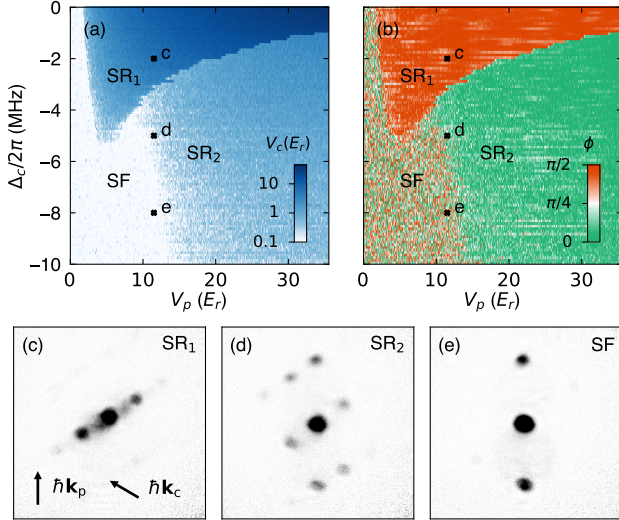 0
−2
−4
−6
−8
−10
Δc/2π (MHz)
(a)
c
SR1
d
SF
SR2
e
Vc(Er)
10
1
0.1
0 10 20 30
Vp (Er)
(b)
c
SR1
d
SF
SR2
e
ϕ
π/2
π/4
0
0 10 20 30
Vp (Er)
(c) SR1
ħkp
ħkc
(d) SR2
(e) SF